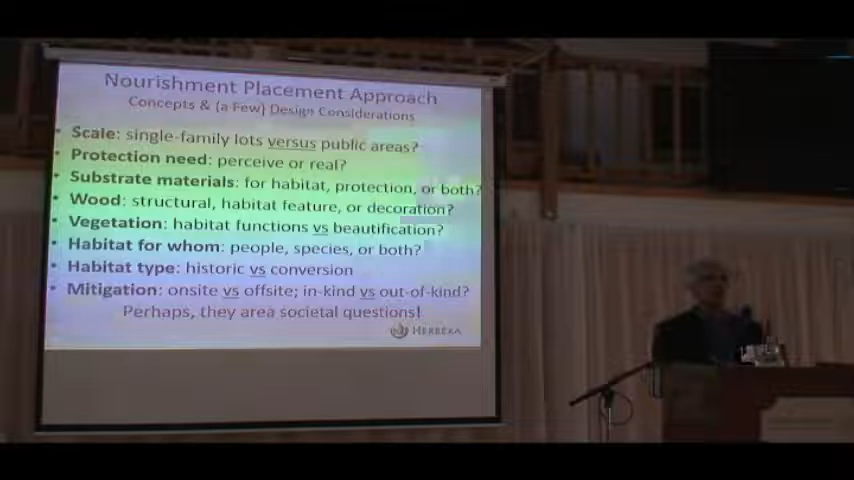 Nourishment Placement Approach
Concepts & (a Few) Design Considerations
• Scale: single-family lots versus public areas?
• Protection need: perceive or real?
• Substrate materials: for habitat, protection, or both?
• Wood: structural, habitat feature, or decoration?
• Vegetation: habitat functions vs beautification?
• Habitat for whom: people, species, or both?
• Habitat type: historic vs conversion
• Mitigation: onsite vs offsite; in-kind vs out-of-kind?
Perhaps, they area societal questions!
HERRERA